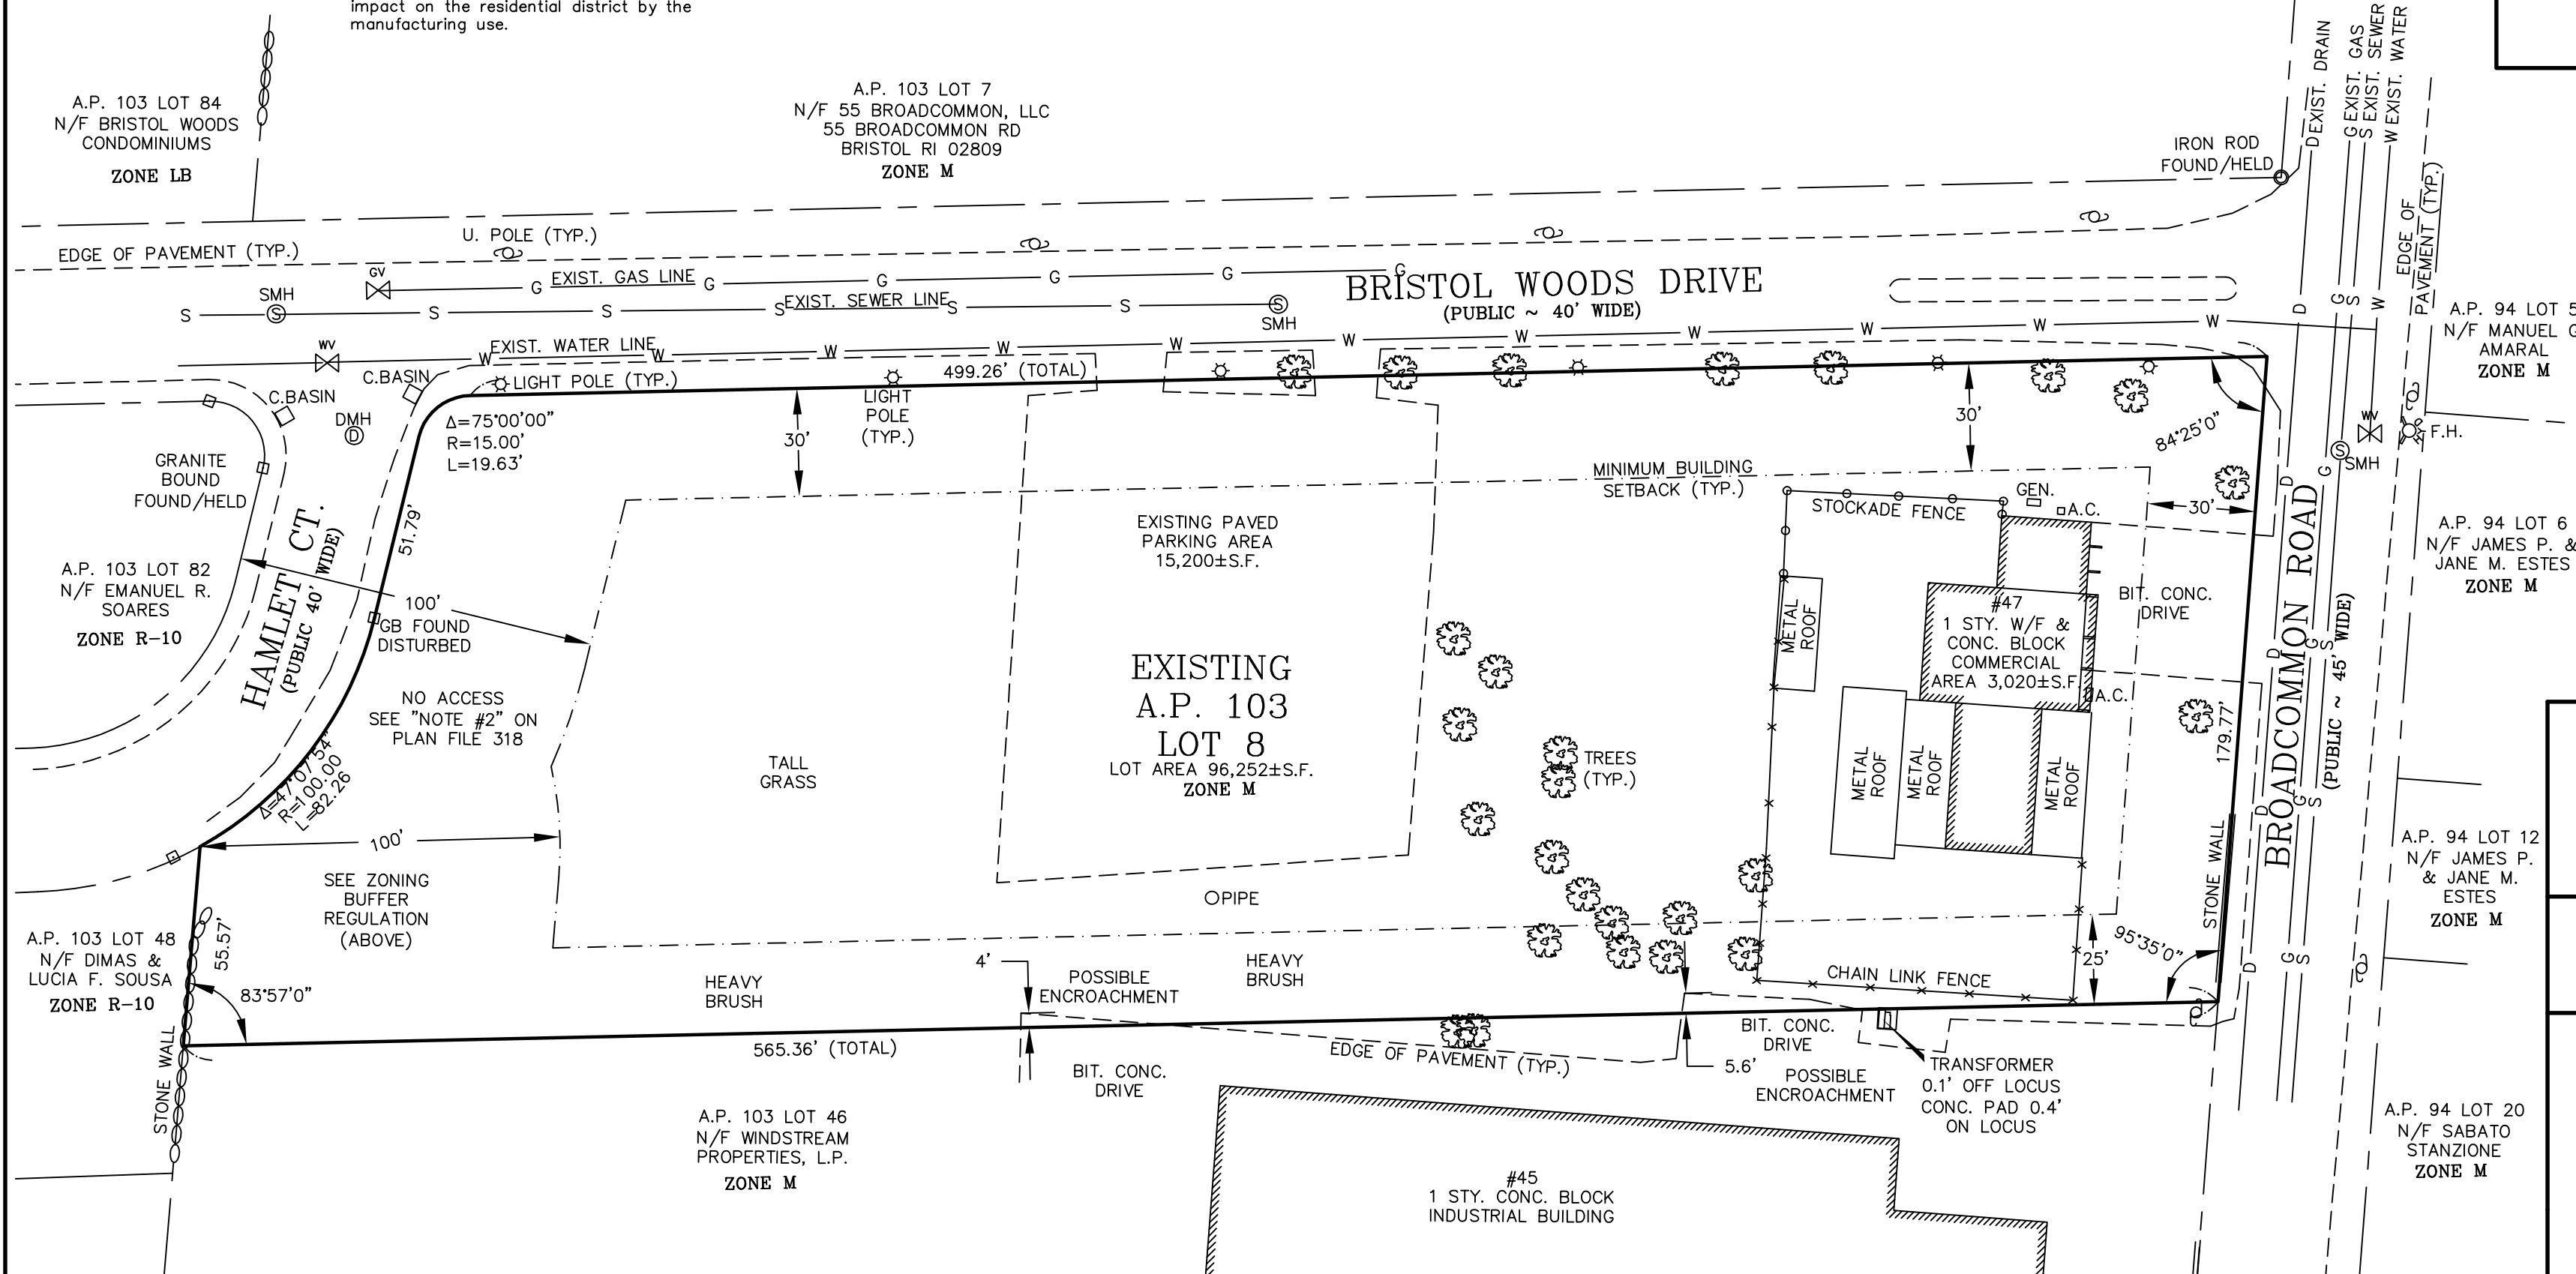 impact on the residential district by the
manufacturing use.
A.P. 103 LOT 84
N/F BRISTOL WOODS
CONDOMINIUMS
ZONE LB
A.P. 103 LOT 7
N/F 55 BROADCOMMON, LLC
55 BROADCOMMON RD
BRISTOL RI 02809
ZONE M
IRON ROD
FOUND/HELD
D EXIST. DRAIN
G EXIST. GAS
S EXIST. SEWER
W EXIST. WATER
EDGE OF
PAVEMENT (TYP.)
EDGE OF PAVEMENT (TYP.)
U. POLE (TYP.)
GV
G EXIST. GAS LINE G G G G G
SMH
S S S S S EXIST. SEWER LINE S S S
SMH
BRISTOL WOODS DRIVE
(PUBLIC ~ 40' WIDE)
WV
W EXIST. WATER LINE W W W W W W W W W W
C.BASIN
C.BASIN
DMH
D
LIGHT POLE (TYP.)
499.26' (TOTAL)
LIGHT
POLE
(TYP.)
Δ=75°00'00"
R=15.00'
L=19.63'
30'
30'
84°25'0"
30'
GRANITE
BOUND
FOUND/HELD
51.79'
HAMLET CT.
(PUBLIC 40' WIDE)
A.P. 103 LOT 82
N/F EMANUEL R.
SOARES
ZONE R-10
100'
GB FOUND
DISTURBED
NO ACCESS
SEE "NOTE #2" ON
PLAN FILE 318
Δ=47°07'54"
R=100.00
L=82.26
100'
SEE ZONING
BUFFER
REGULATION
(ABOVE)
A.P. 103 LOT 48
N/F DIMAS &
LUCIA F. SOUSA
ZONE R-10
55.57'
83°57'0"
STONE WALL
TALL
GRASS
MINIMUM BUILDING
SETBACK (TYP.)
EXISTING PAVED
PARKING AREA
15,200±S.F.
EXISTING
A.P. 103
LOT 8
LOT AREA 96,252±S.F.
ZONE M
PIPE
TREES
(TYP.)
STOCKADE FENCE
GEN.
A.C.
METAL
ROOF
#47
1 STY. W/F &
CONC. BLOCK
COMMERCIAL
AREA 3,020±S.F.
A.C.
BIT. CONC.
DRIVE
METAL
ROOF
METAL
ROOF
METAL
ROOF
179.77'
STONE WALL
BROADCOMMON ROAD
(PUBLIC ~ 45' WIDE)
D D D D D D
G G G G G
S S S S S
W
SMH
WV
F.H.
A.P. 94 LOT 5
N/F MANUEL G
AMARAL
ZONE M
A.P. 94 LOT 6
N/F JAMES P. &
JANE M. ESTES
ZONE M
A.P. 94 LOT 12
N/F JAMES P.
& JANE M.
ESTES
ZONE M
A.P. 94 LOT 20
N/F SABATO
STANZIONE
ZONE M
HEAVY
BRUSH
4'
POSSIBLE
ENCROACHMENT
HEAVY
BRUSH
CHAIN LINK FENCE
25'
95°35'0"
565.36' (TOTAL)
BIT. CONC.
DRIVE
EDGE OF PAVEMENT (TYP.)
BIT. CONC.
DRIVE
5.6'
POSSIBLE
ENCROACHMENT
TRANSFORMER
0.1' OFF LOCUS
CONC. PAD 0.4'
ON LOCUS
A.P. 103 LOT 46
N/F WINDSTREAM
PROPERTIES, L.P.
ZONE M
#45
1 STY. CONC. BLOCK
INDUSTRIAL BUILDING